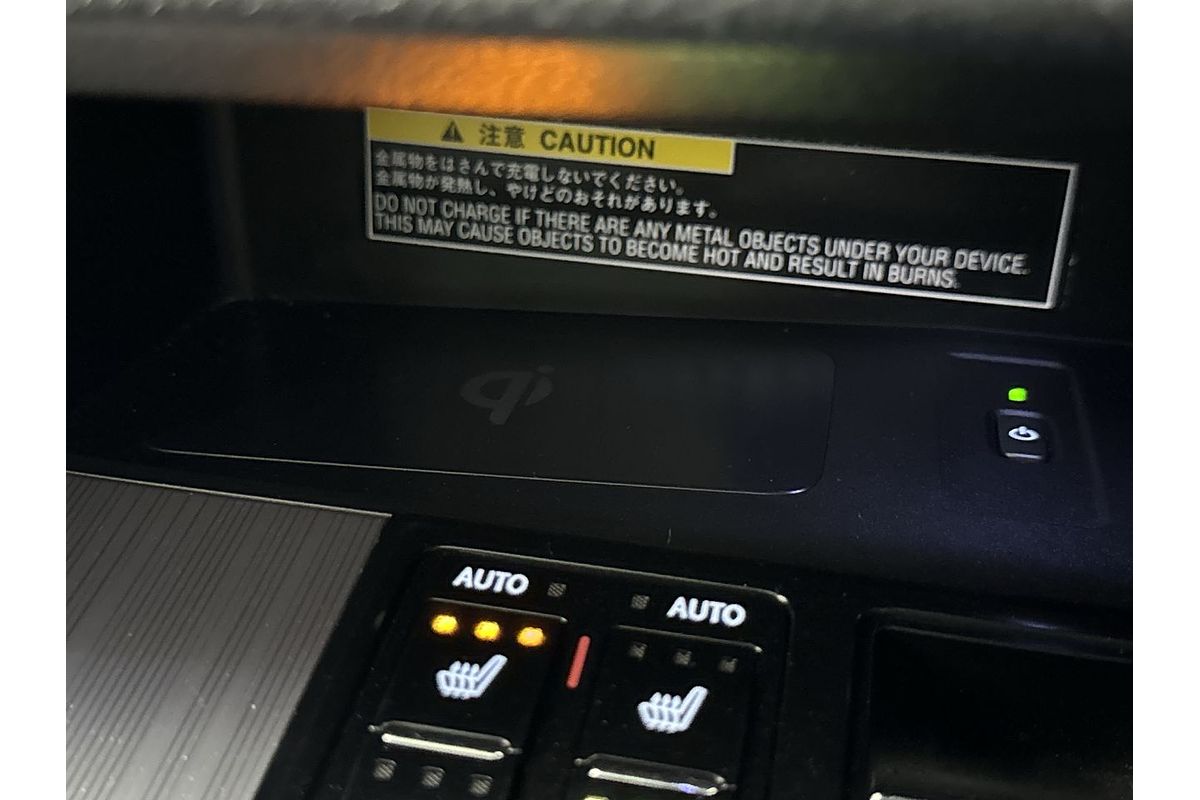 注意 CAUTION
金属物をはさんで充電しないでください。
金属物が発熱し、やけどのおそれがあります。
DO NOT CHARGE IF THERE ARE ANY METAL OBJECTS UNDER YOUR DEVICE.
THIS MAY CAUSE OBJECTS TO BECOME HOT AND RESULT IN BURNS.
qi
AUTO
AUTO